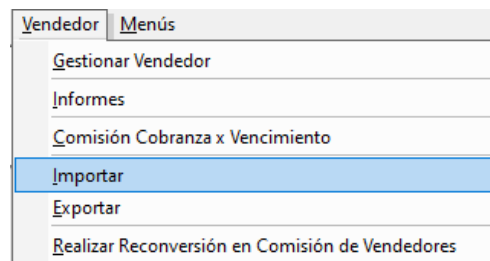 Vendedor Menús
Gestionar Vendedor
Informes
Comisión Cobranza x Vencimiento
Importar
Exportar
Realizar Reconversión en Comisión de Vendedores